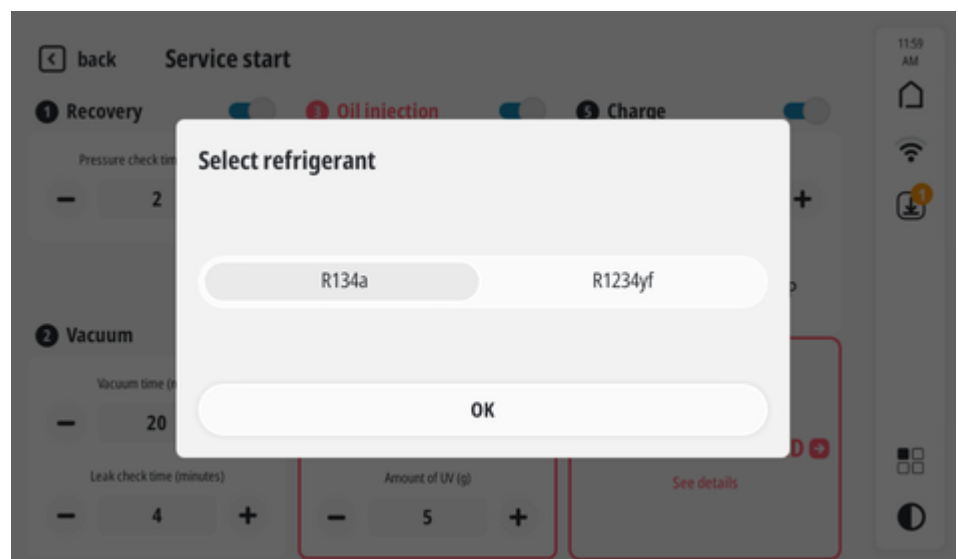 11:59
AM
back
Service start
1 Recovery
3 Oil injection
5 Charge
Pressure check tim
− 2
+
1
Select refrigerant
R134a
R1234yf
OK
2 Vacuum
Vacuum time (m
− 20
D
Leak check time (minutes)
− 4 +
Amount of UV (g)
− 5 +
See details